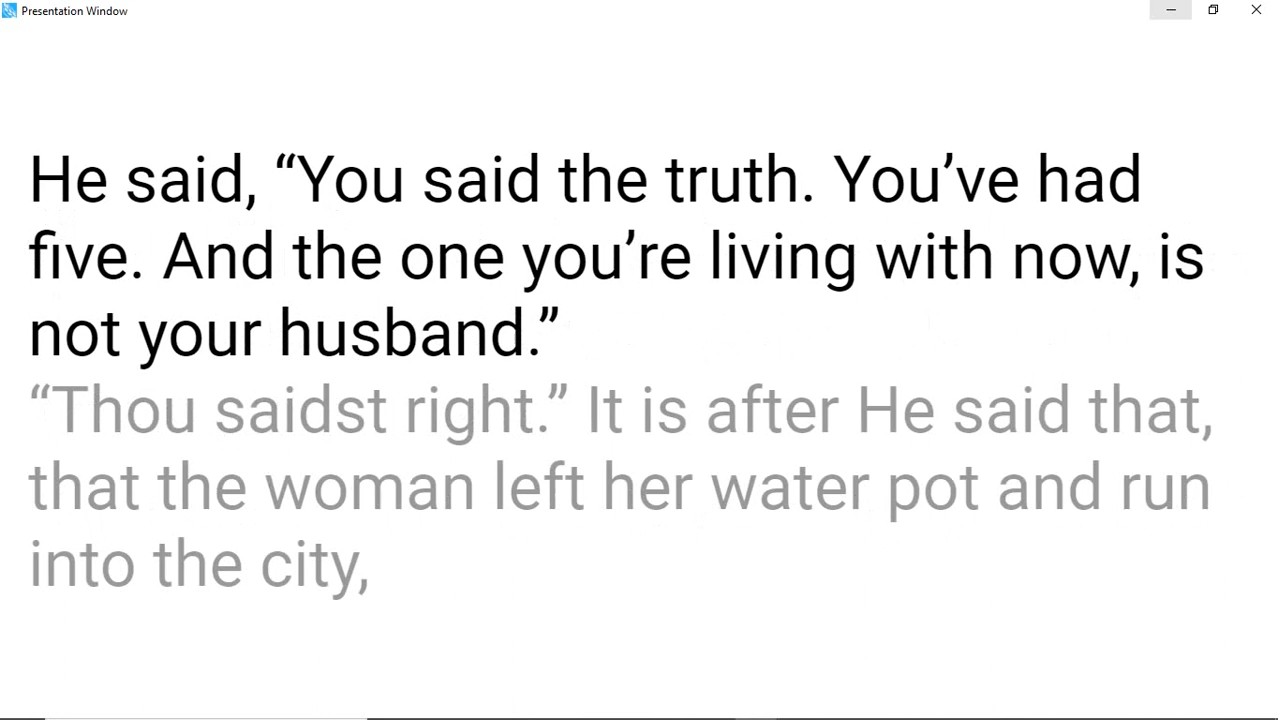 Presentation Window
He said, “You said the truth. You’ve had
five. And the one you’re living with now, is
not your husband.”
“Thou saidst right.” It is after He said that,
that the woman left her water pot and run
into the city,